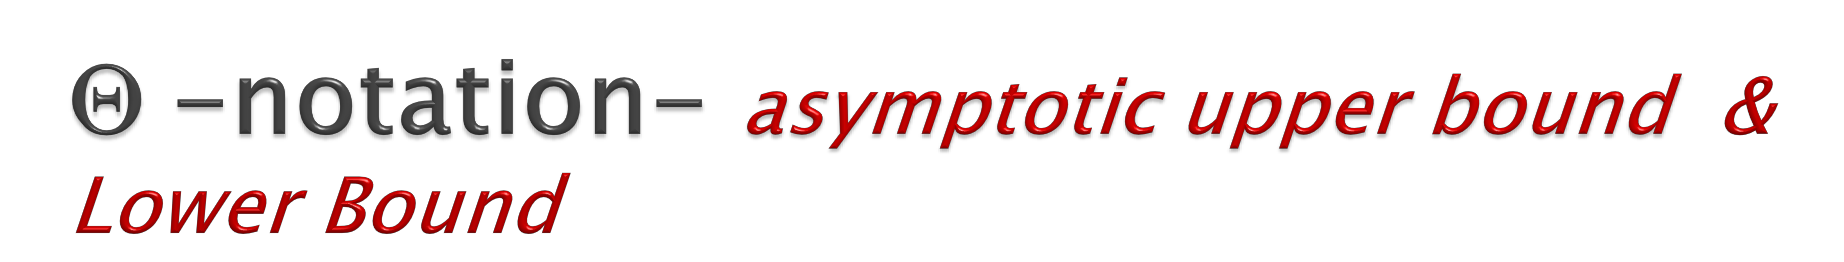 Θ –notation– asymptotic upper bound &
Lower Bound